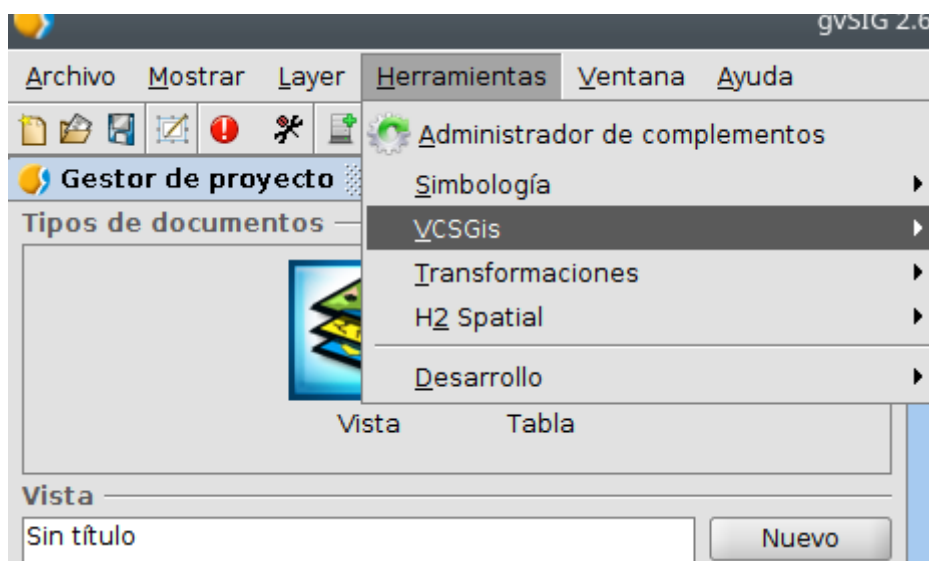 gvSIG 2.6
Archivo Mostrar Layer Herramientas Ventana Ayuda
Administrador de complementos
Gestor de proyecto
Simbología
Tipos de documentos
VCSGis
Transformaciones
H2 Spatial
Desarrollo
Vista Tabla
Vista
Sin título Nuevo